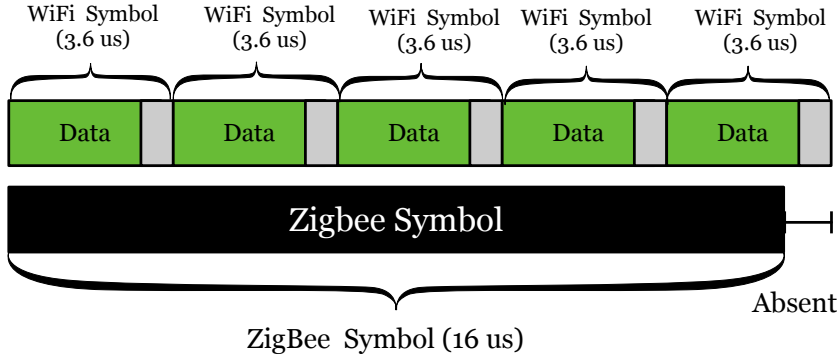 WiFi Symbol
(3.6 us)
WiFi Symbol
(3.6 us)
WiFi Symbol
(3.6 us)
WiFi Symbol
(3.6 us)
WiFi Symbol
(3.6 us)
Data
Data
Data
Data
Data
Zigbee Symbol
Absent
ZigBee Symbol (16 us)